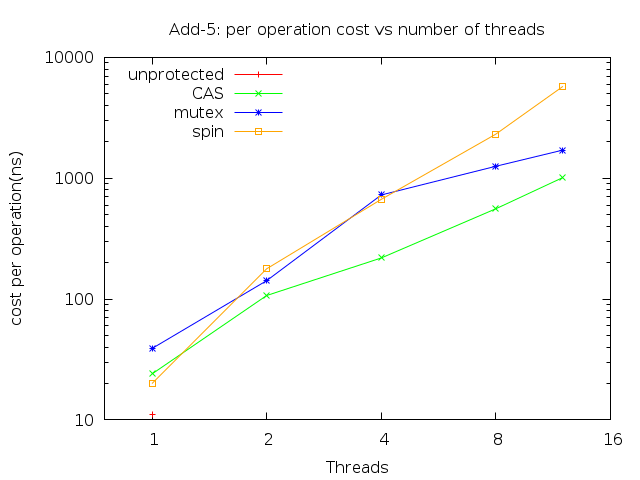 Add-5: per operation cost vs number of threads
10000
1000
100
10
cost per operation(ns)
unprotected
CAS
mutex
spin
1 2 4 8 16
Threads